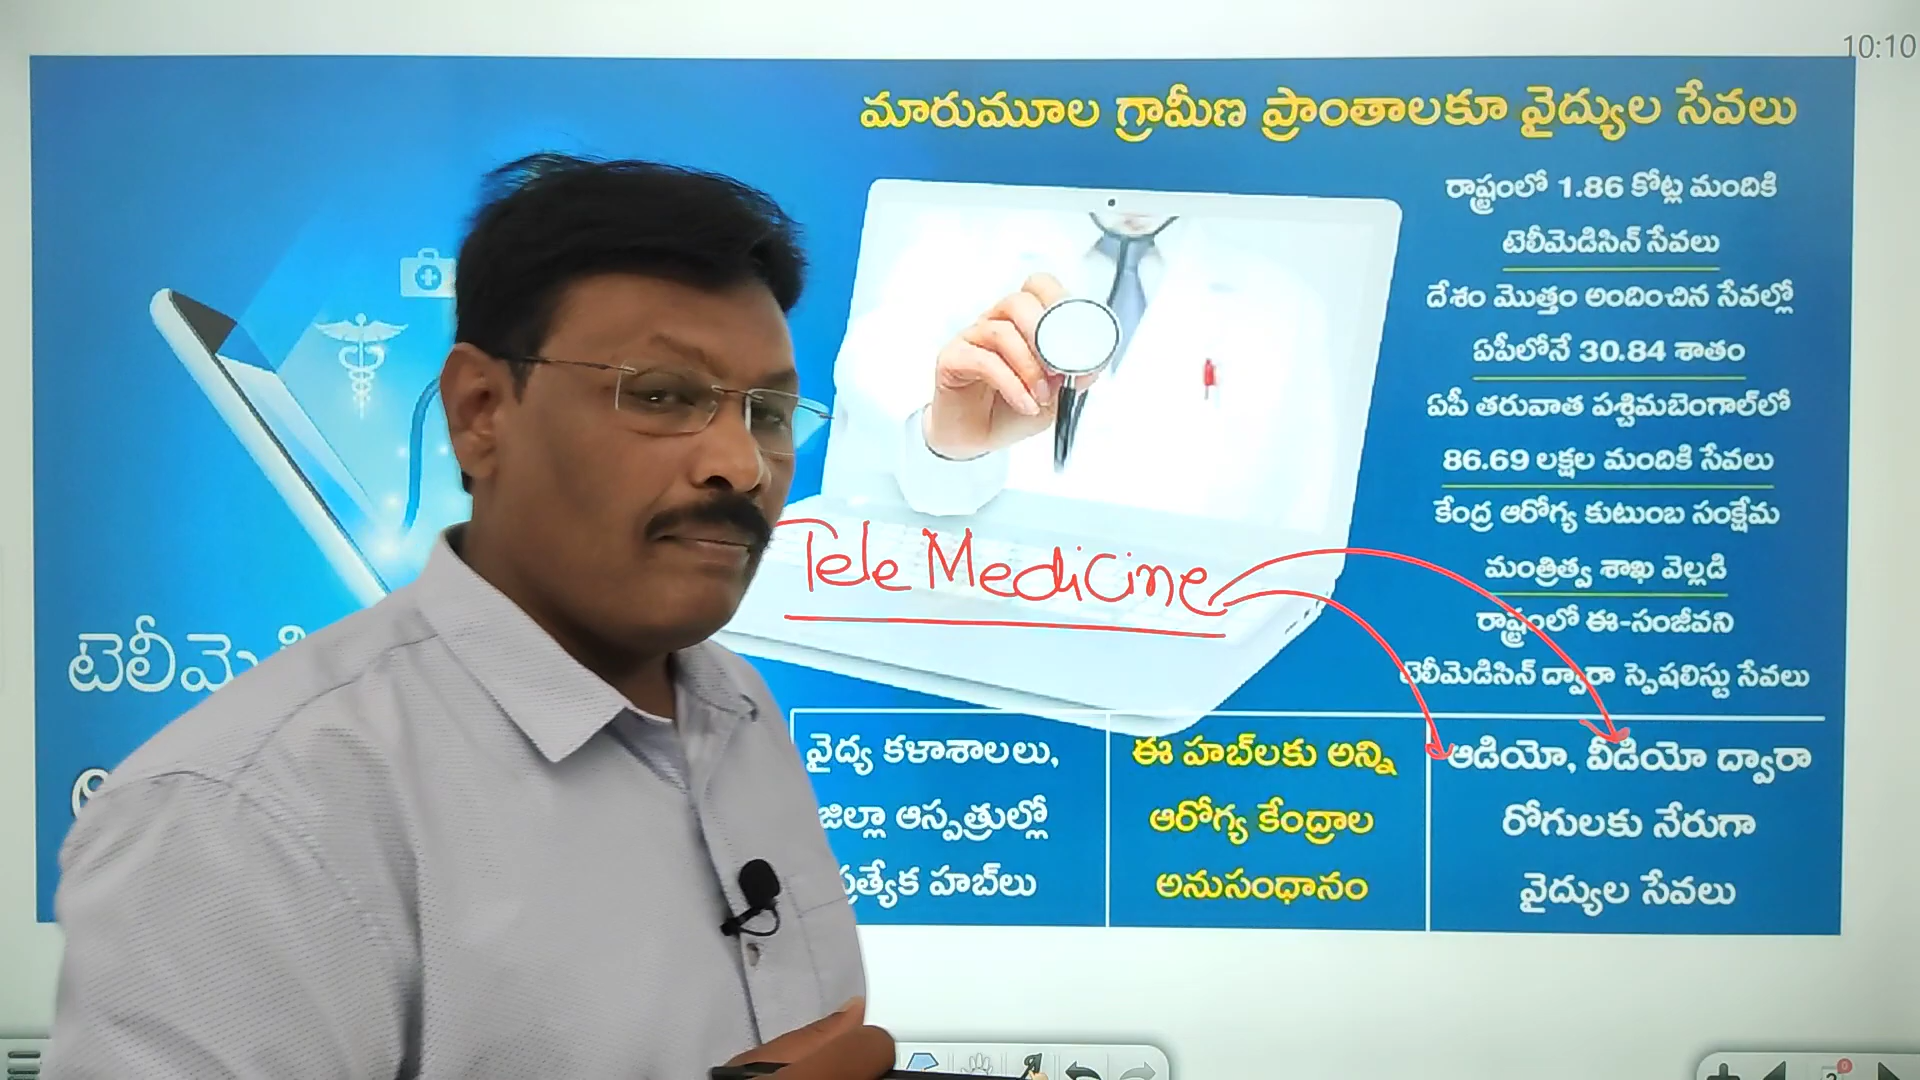 10:10
మారుమూల గ్రామీణ ప్రాంతాలకూ వైద్యుల సేవలు
రాష్ట్రంలో 1.86 కోట్ల మందికి
టెలీమెడిసిన్ సేవలు
దేశం మొత్తం అందించిన సేవల్లో
ఏపీలోనే 30.84 శాతం
ఏపీ తరువాత పశ్చిమబెంగాల్‌లో
86.69 లక్షల మందికి సేవలు
కేంద్ర ఆరోగ్య కుటుంబ సంక్షేమ
మంత్రిత్వ శాఖ వెల్లడి
రాష్ట్రంలో ఈ-సంజీవని
టెలీమెడిసిన్ ద్వారా స్పెషలిస్టు సేవలు
Tele Medicine
వైద్య కళాశాలలు,
జిల్లా ఆస్పత్రుల్లో
ప్రత్యేక హబ్‌లు
ఈ హబ్‌లకు అన్ని
ఆరోగ్య కేంద్రాల
అనుసంధానం
ఆడియో, వీడియో ద్వారా
రోగులకు నేరుగా
వైద్యుల సేవలు